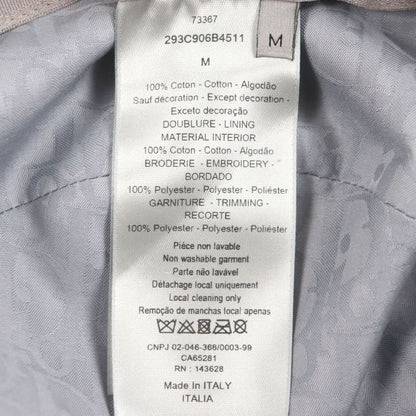 73367
293C906B4511
M
M
100% Coton - Cotton - Algodão
Sauf décoration - Except decoration -
Exceto decoração
DOUBLURE - LINING
MATERIAL INTERIOR
100% Coton - Cotton - Algodão
BRODERIE - EMBROIDERY -
BORDADO
100% Polyester - Polyester - Poliéster
GARNITURE - TRIMMING -
RECORTE
100% Polyester - Polyester - Poliéster
Pièce non lavable
Non washable garment
Parte não lavável
Détachage local uniquement
Local cleaning only
Remoção de manchas local apenas
CNPJ 02-046-368/0003-99
CA65281
RN : 143628
Made In ITALY
ITALIA